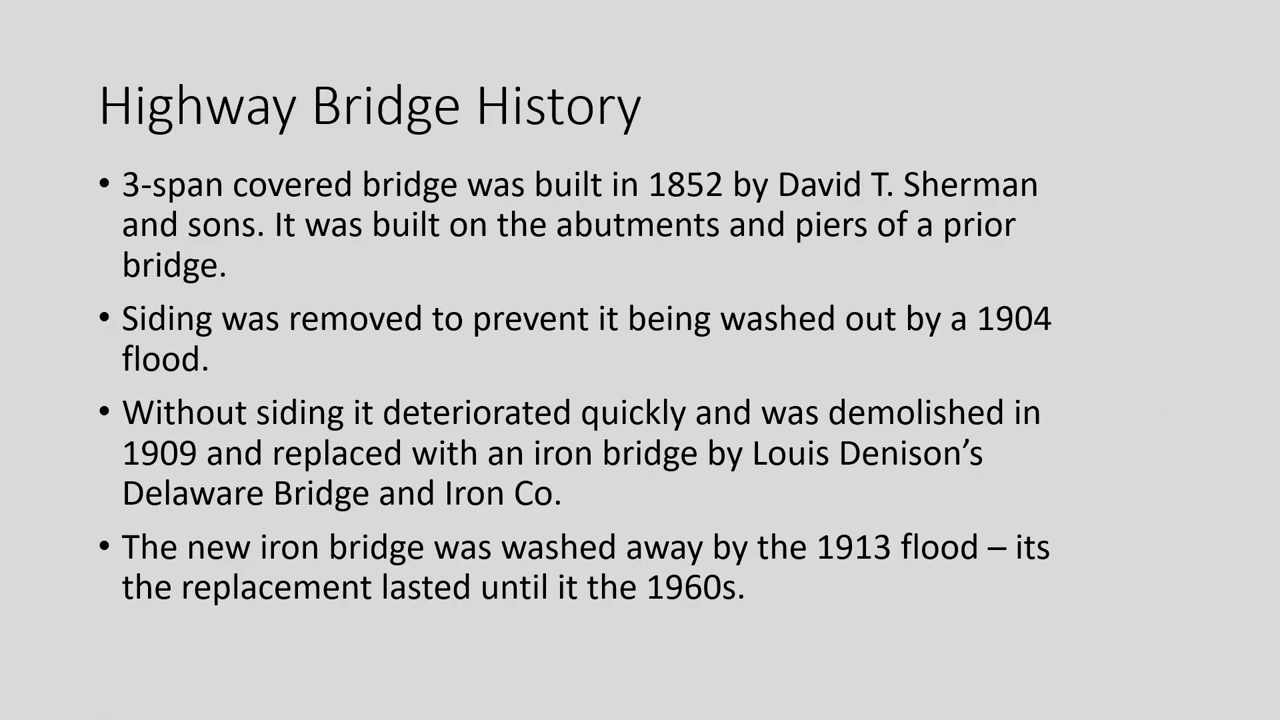 Highway Bridge History
• 3-span covered bridge was built in 1852 by David T. Sherman
and sons. It was built on the abutments and piers of a prior
bridge.
• Siding was removed to prevent it being washed out by a 1904
flood.
• Without siding it deteriorated quickly and was demolished in
1909 and replaced with an iron bridge by Louis Denison’s
Delaware Bridge and Iron Co.
• The new iron bridge was washed away by the 1913 flood – its
the replacement lasted until it the 1960s.